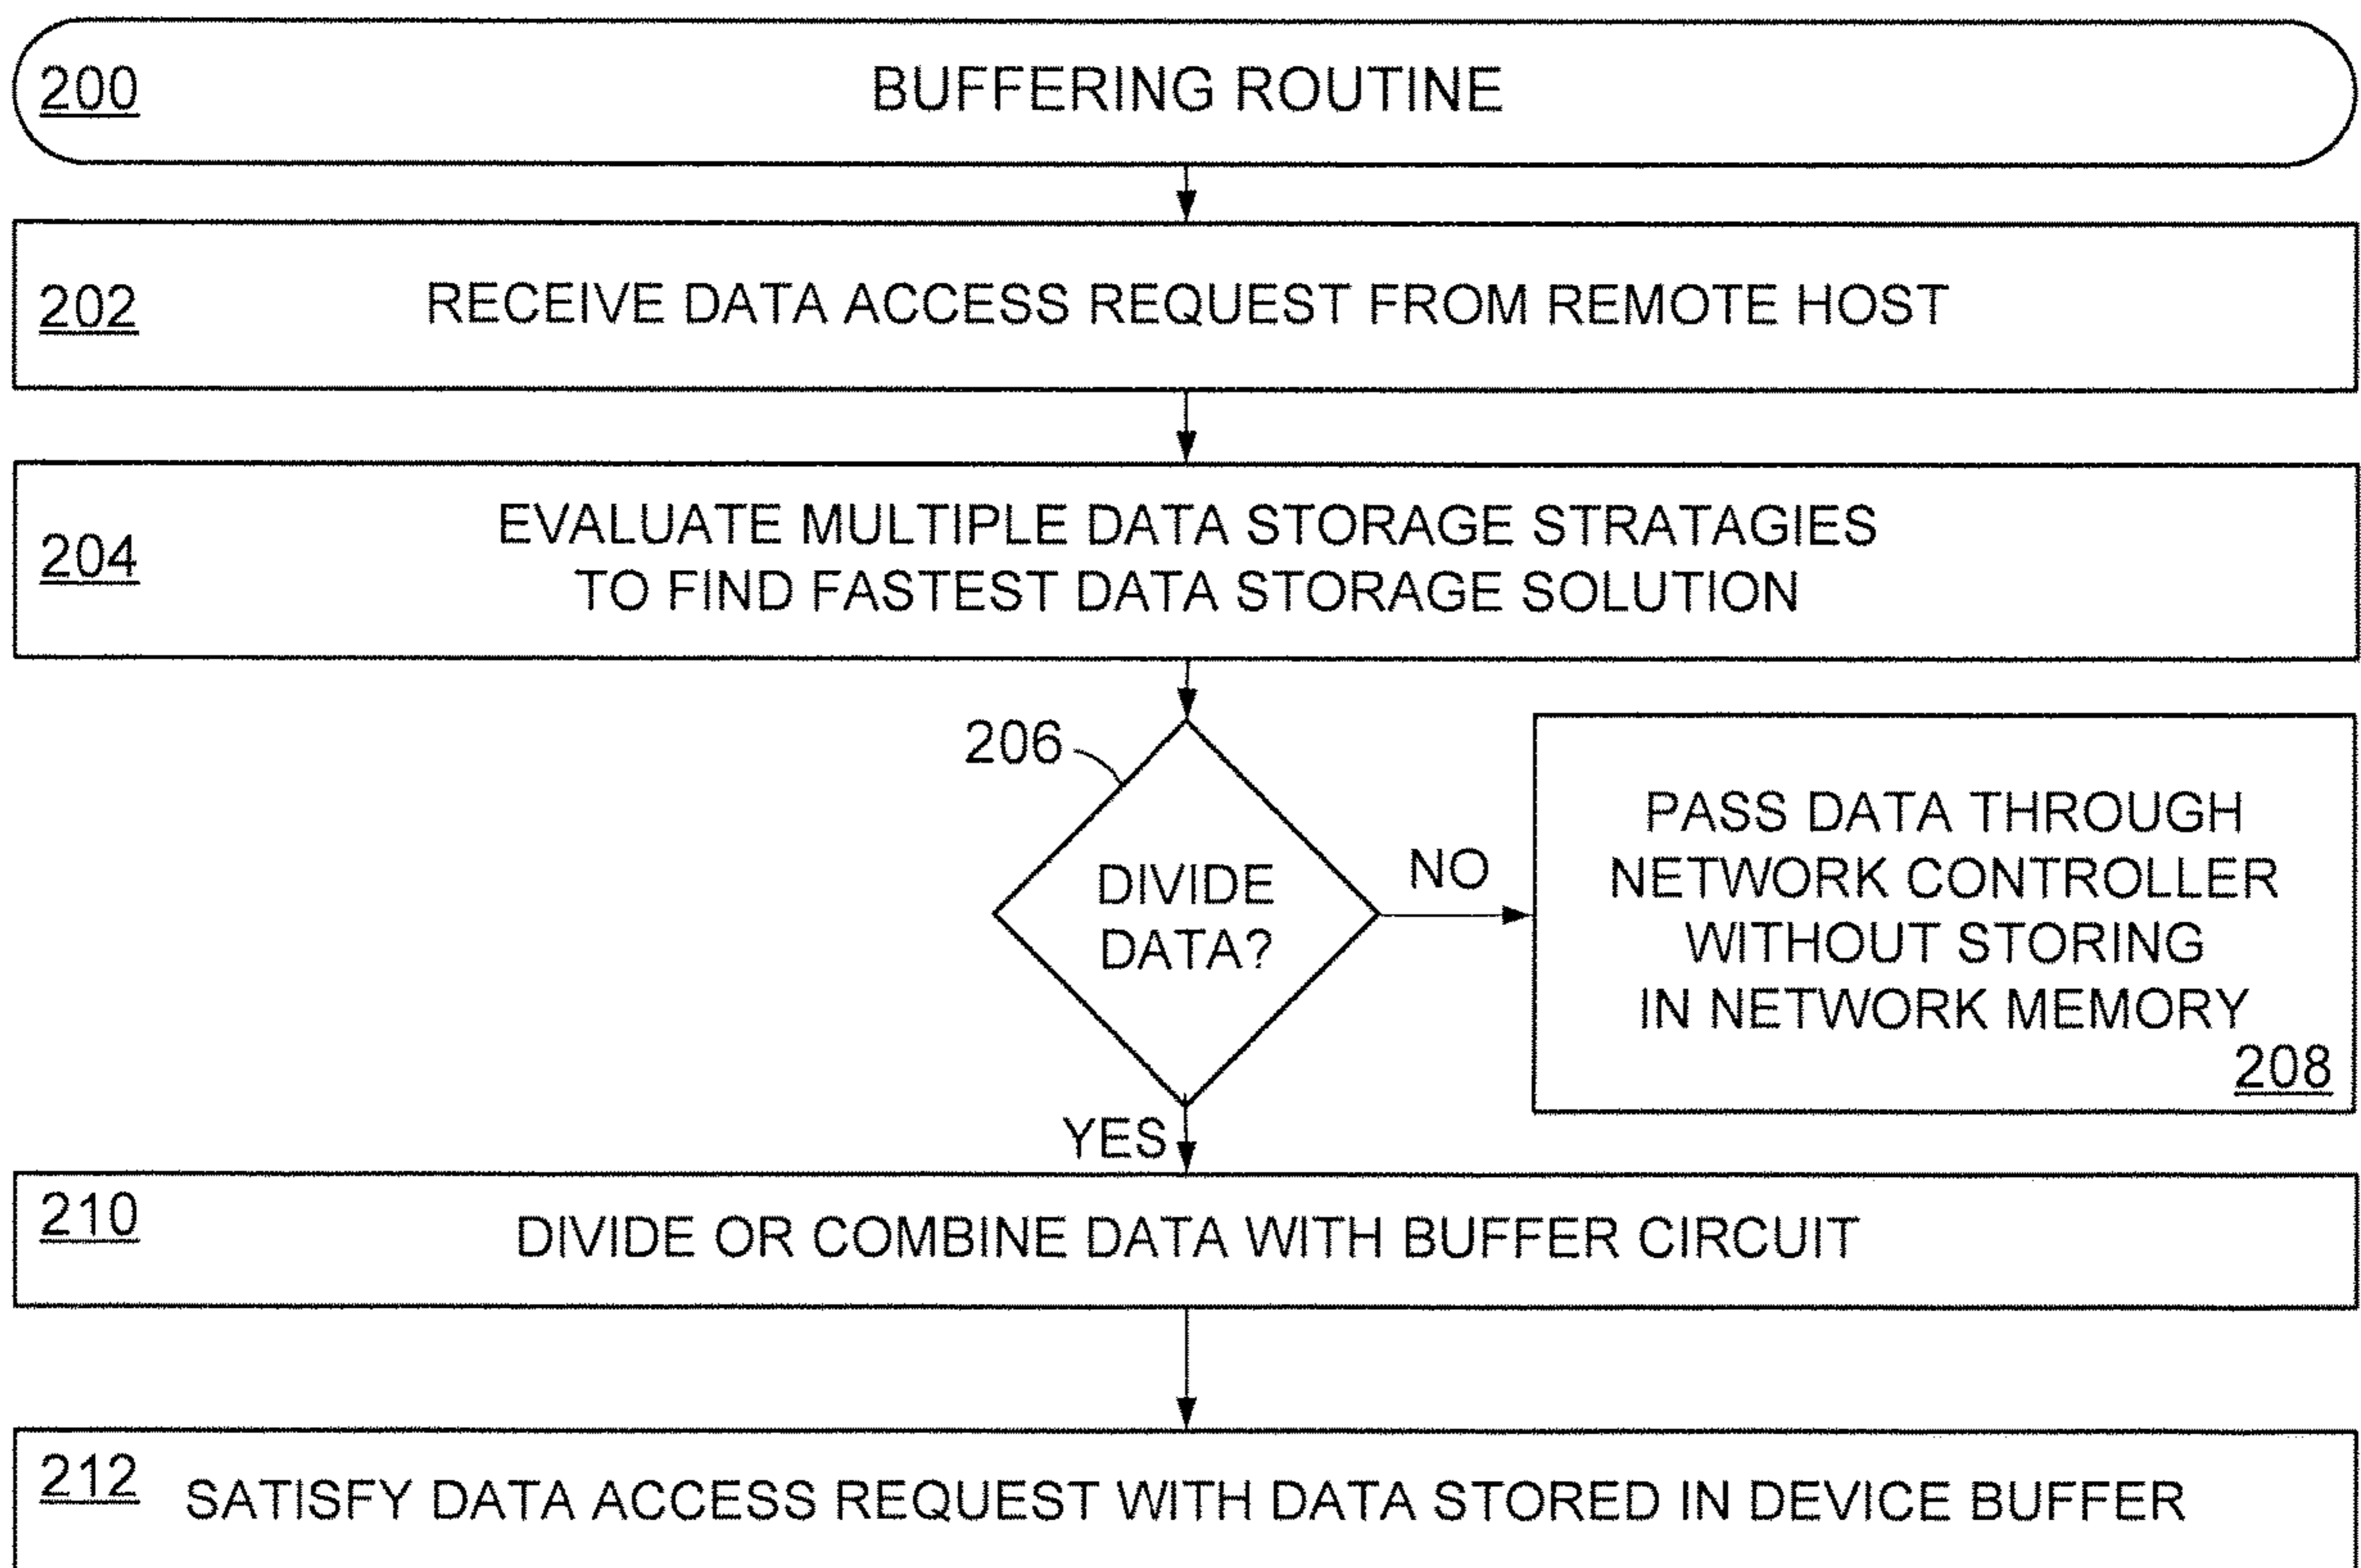 200
BUFFERING ROUTINE
202
RECEIVE DATA ACCESS REQUEST FROM REMOTE HOST
204
EVALUATE MULTIPLE DATA STORAGE STRATAGIES
TO FIND FASTEST DATA STORAGE SOLUTION
206
DIVIDE
DATA?
NO
PASS DATA THROUGH
NETWORK CONTROLLER
WITHOUT STORING
IN NETWORK MEMORY
208
YES
210
DIVIDE OR COMBINE DATA WITH BUFFER CIRCUIT
212
SATISFY DATA ACCESS REQUEST WITH DATA STORED IN DEVICE BUFFER